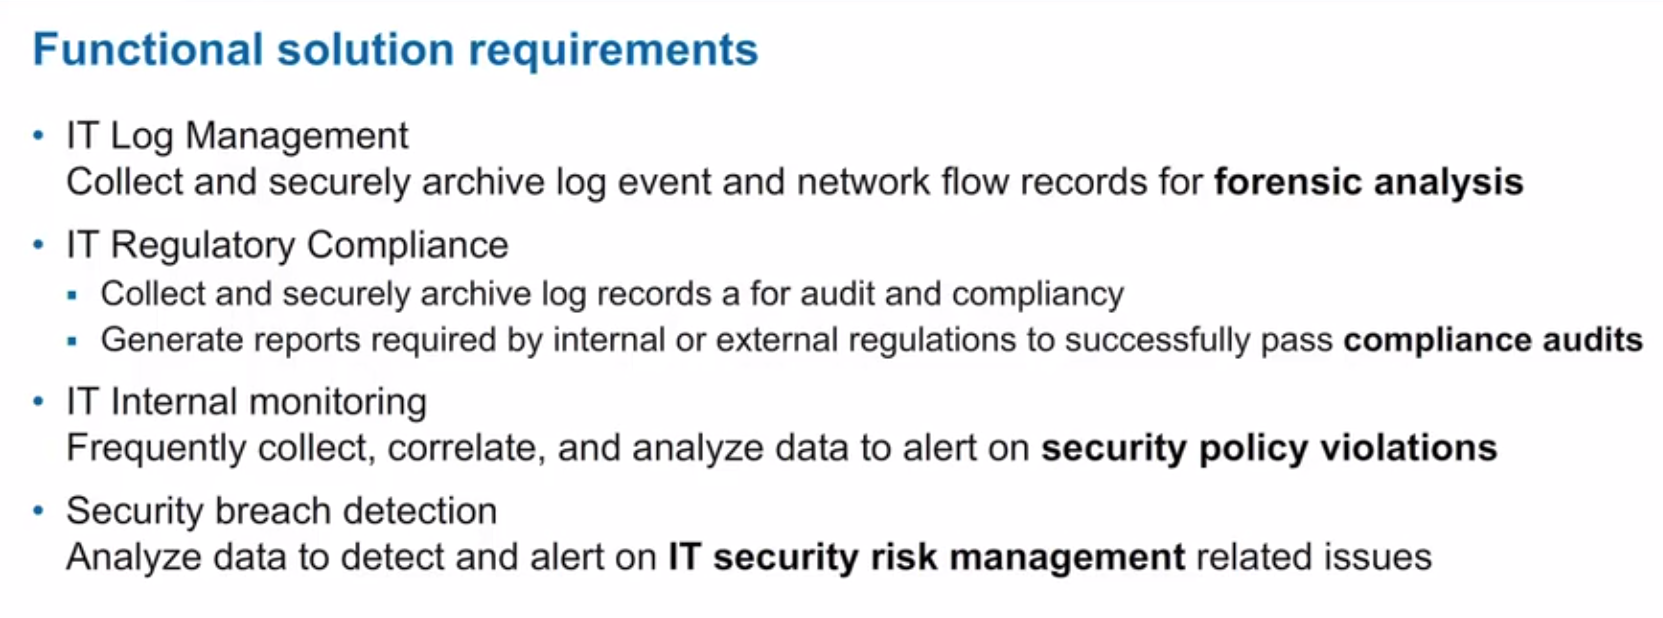 Functional solution requirements
• IT Log Management
Collect and securely archive log event and network flow records for forensic analysis
• IT Regulatory Compliance
▪ Collect and securely archive log records a for audit and compliancy
▪ Generate reports required by internal or external regulations to successfully pass compliance audits
• IT Internal monitoring
Frequently collect, correlate, and analyze data to alert on security policy violations
• Security breach detection
Analyze data to detect and alert on IT security risk management related issues